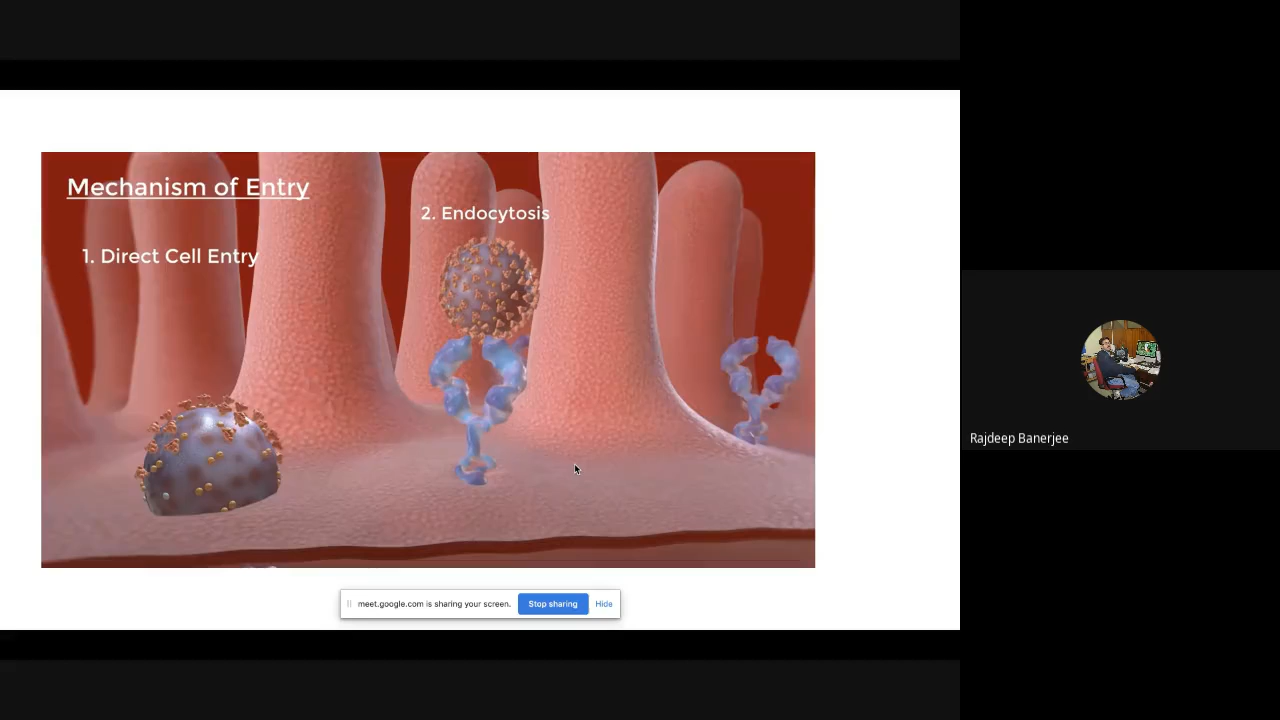 Mechanism of Entry
2. Endocytosis
1. Direct Cell Entry
Rajdeep Banerjee
meet.google.com is sharing your screen. Stop sharing Hide